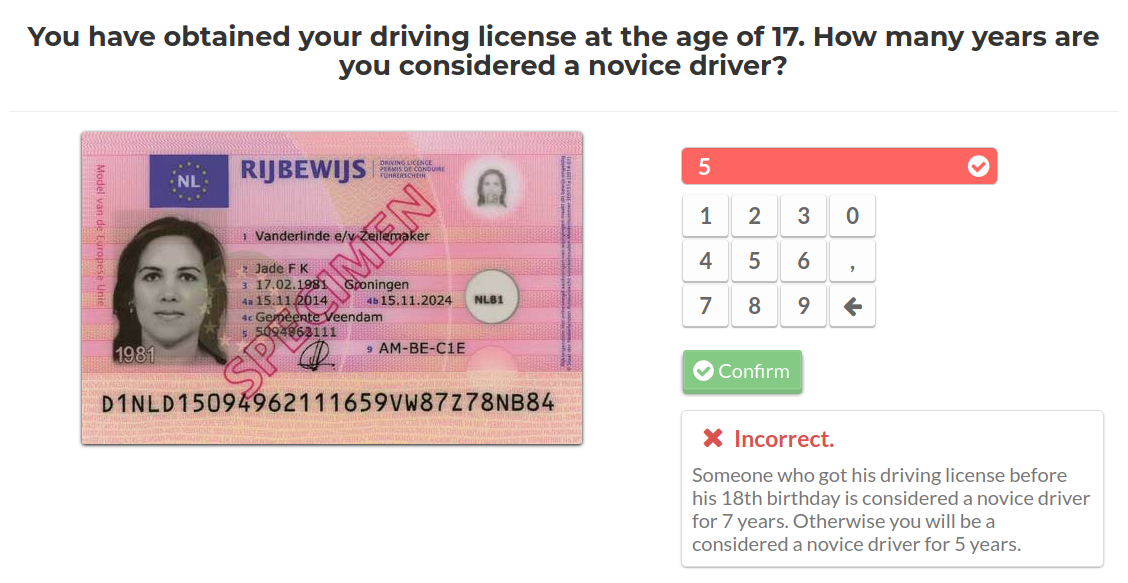 You have obtained your driving license at the age of 17. How many years are
you considered a novice driver?
Model van de Europese Unie
NL
RIJBEWIJS
DRIVING LICENCE
PERMIS DE CONDUIRE
FÜHRERSCHEIN
1 Vanderlinde e/v Zeilemaker
2 Jade F K
3 17.02.1981 Groningen
4a 15.11.2014 4b 15.11.2024
4c Gemeente Veendam
5 5094962111
9 AM-BE-C1E
NL81
1981
SPECIMEN
D1NLD15094962111659VW87Z78NB84
5
1 2 3 0
4 5 6 ,
7 8 9
Confirm
Incorrect.
Someone who got his driving license before
his 18th birthday is considered a novice driver
for 7 years. Otherwise you will be a
considered a novice driver for 5 years.